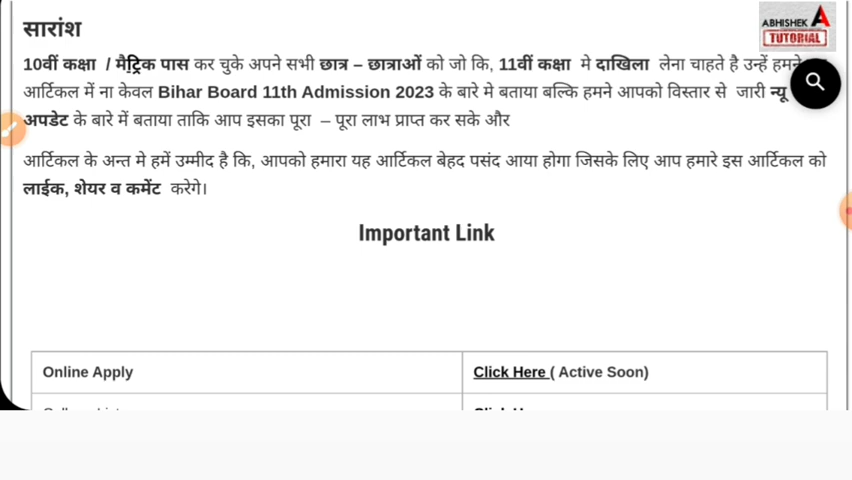 सारांश
ABHISHEK A
TUTORIAL
10वीं कक्षा / मैट्रिक पास कर चुके अपने सभी छात्र – छात्राओं को जो कि, 11वीं कक्षा मे दाखिला लेना चाहते है उन्हें हमने
आर्टिकल में ना केवल Bihar Board 11th Admission 2023 के बारे मे बताया बल्कि हमने आपको विस्तार से जारी न्यू
अपडेट के बारे में बताया ताकि आप इसका पूरा – पूरा लाभ प्राप्त कर सके और
आर्टिकल के अन्त मे हमें उम्मीद है कि, आपको हमारा यह आर्टिकल बेहद पसंद आया होगा जिसके लिए आप हमारे इस आर्टिकल को
लाईक, शेयर व कमेंट करेगे।
Important Link
Online Apply
Click Here ( Active Soon)